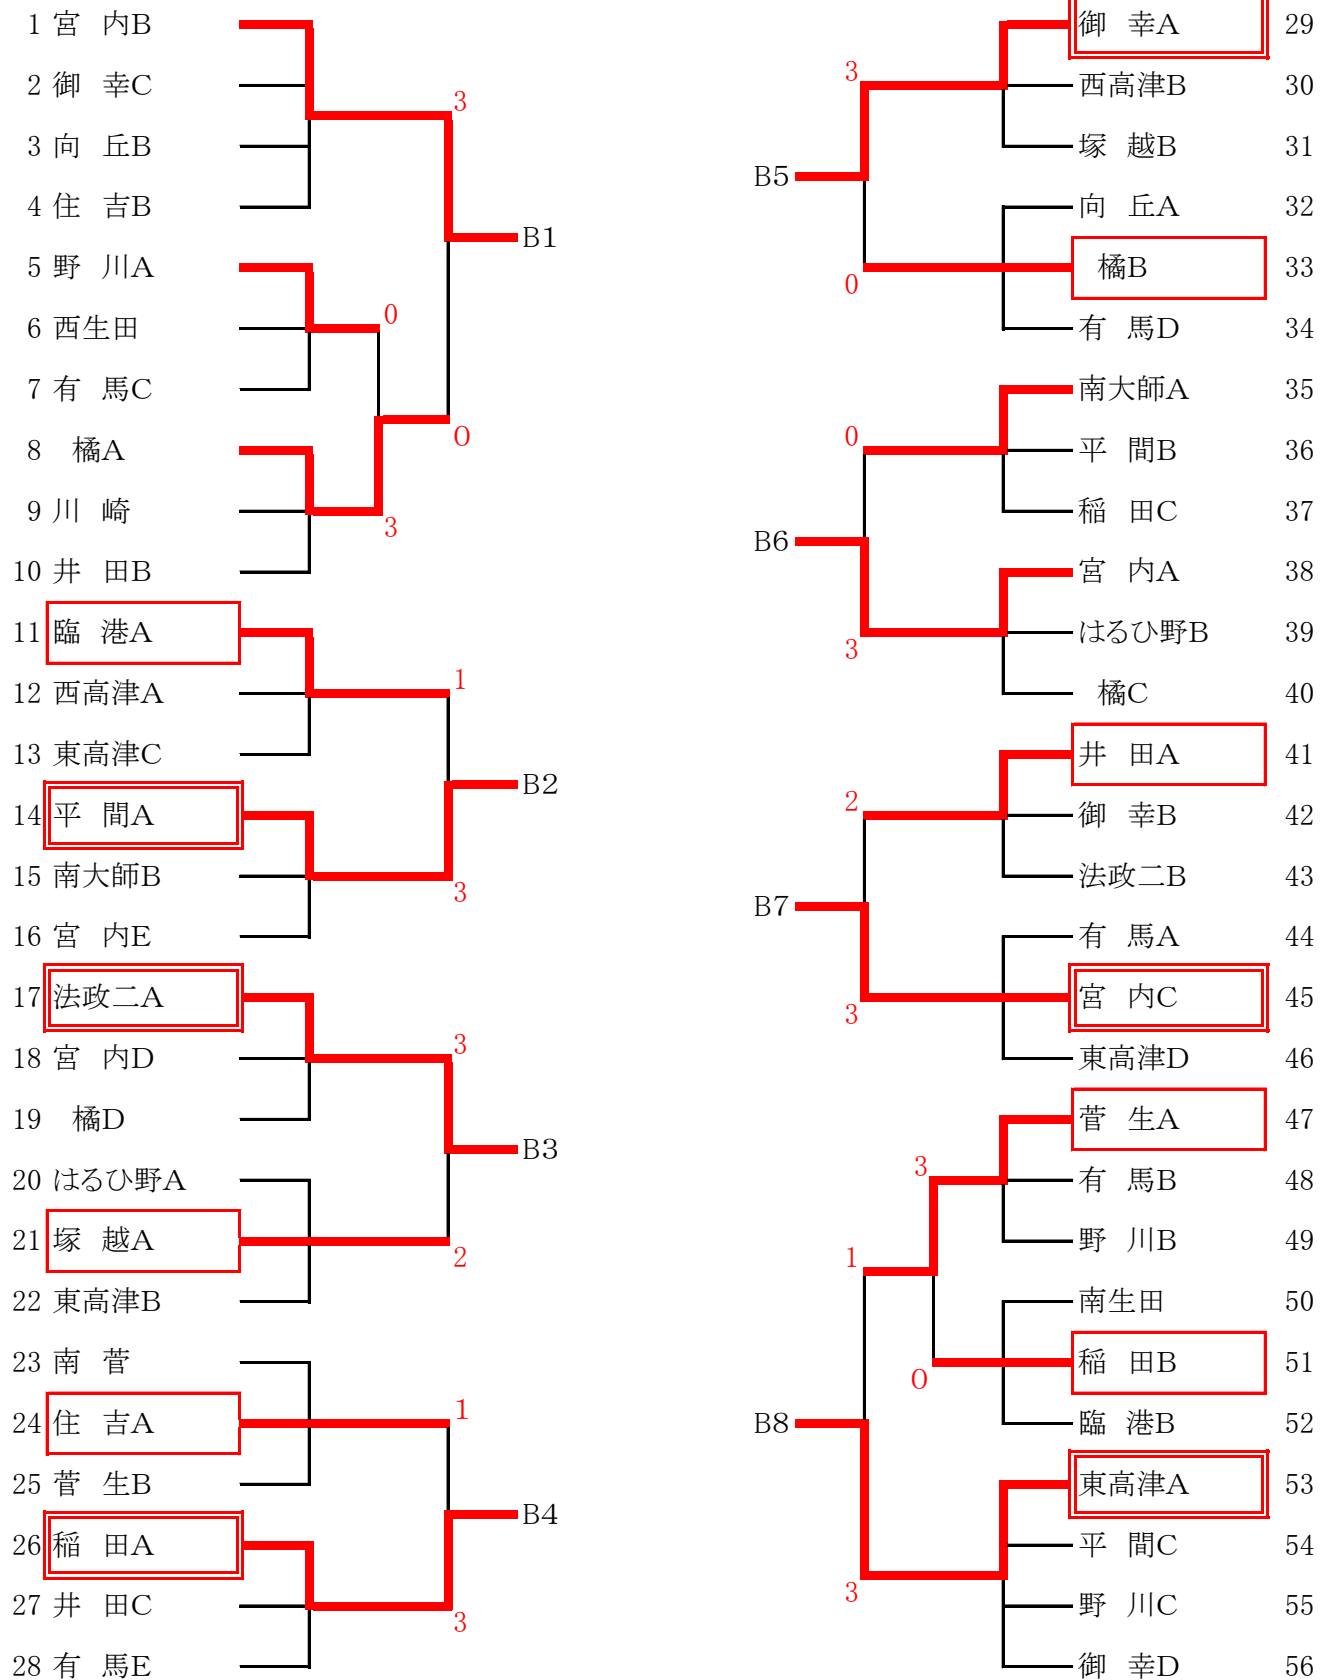 1 宮 内B
2 御 幸C
3
3 向 丘B
4 住 吉B
B1
5 野 川A
0
6 西生田
7 有 馬C
0
8 橘A
9 川 崎
3
10 井 田B
11 臨 港A
1
12 西高津A
13 東高津C
B2
14 平 間A
15 南大師B
3
16 宮 内E
17 法政二A
3
18 宮 内D
19 橘D
B3
20 はるひ野A
21 塚 越A
2
22 東高津B
23 南 菅
1
24 住 吉A
25 菅 生B
B4
26 稲 田A
27 井 田C
3
28 有 馬E
御 幸A 29
3
西高津B 30
塚 越B 31
B5
向 丘A 32
橘B 33
0
有 馬D 34
南大師A 35
0
平 間B 36
稲 田C 37
B6
宮 内A 38
はるひ野B 39
3
橘C 40
井 田A 41
2
御 幸B 42
法政二B 43
B7
有 馬A 44
宮 内C 45
3
東高津D 46
菅 生A 47
3
有 馬B 48
野 川B 49
1
南生田 50
稲 田B 51
0
臨 港B 52
B8
東高津A 53
平 間C 54
3
野 川C 55
御 幸D 56